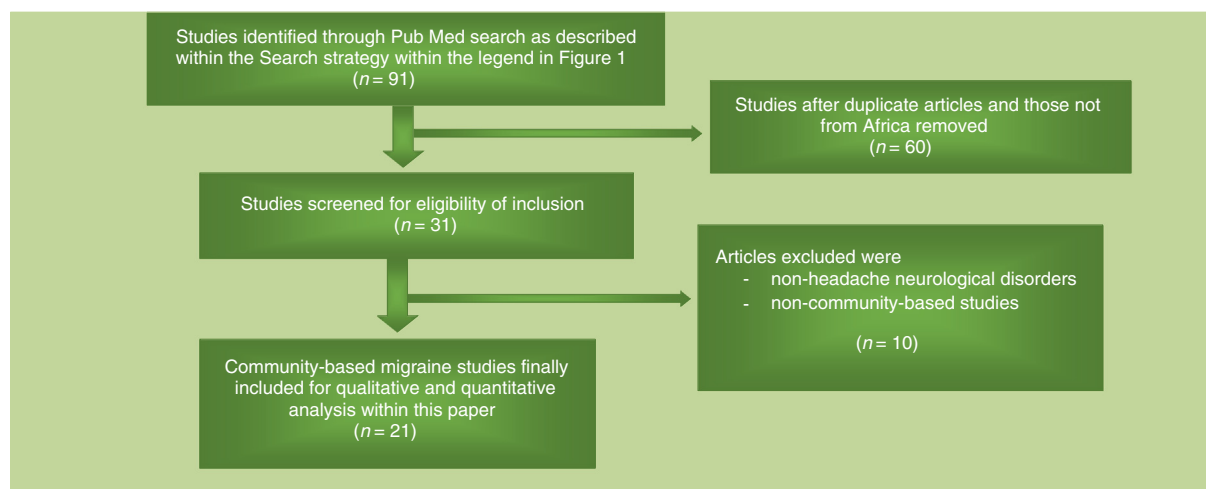 Studies identified through Pub Med search as described
within the Search strategy within the legend in Figure 1
(n = 91)
Studies after duplicate articles and those not
from Africa removed
(n = 60)
Studies screened for eligibility of inclusion
(n = 31)
Articles excluded were
- non-headache neurological disorders
- non-community-based studies
(n = 10)
Community-based migraine studies finally
included for qualitative and quantitative
analysis within this paper
(n = 21)